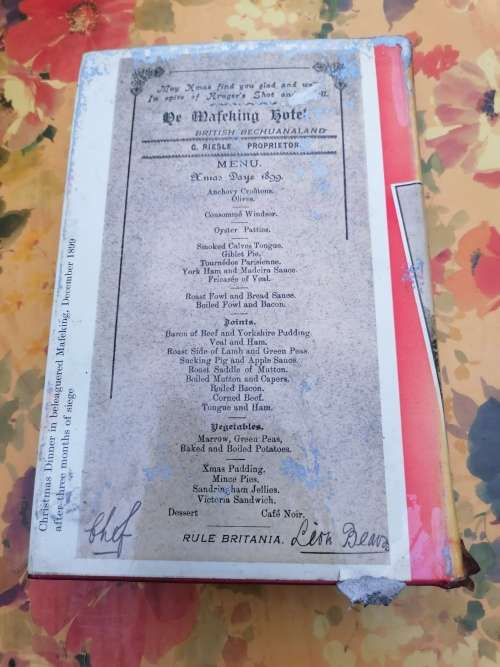 May Xmas find you glad and well
In spite of Kruger's Shot and
Ye Mafeking Hotel
BRITISH BECHUANALAND
G. RIESLE PROPRIETOR
MENU.
Xmas Daye 1899.
Anchovy Croûtons.
Olives.
Consommé Windsor.
Oyster Patties.
Smoked Calves Tongue.
Giblet Pie.
Tournédos Parisienne.
York Ham and Madeira Sauce.
Fricasée of Veal.
Roast Fowl and Bread Sauce.
Boiled Fowl and Bacon.
Joints.
Baron of Beef and Yorkshire Pudding.
Veal and Ham.
Roast Side of Lamb and Green Peas.
Sucking Pig and Apple Sauce.
Roast Saddle of Mutton.
Boiled Mutton and Capers.
Boiled Bacon.
Corned Beef.
Tongue and Ham.
Vegetables.
Marrow, Green Peas,
Baked and Boiled Potatoes.
Xmas Pudding.
Mince Pies.
Sandringham Jellies.
Victoria Sandwich.
Dessert Café Noir.
RULE BRITANIA.
Chef Léon
Christmas Dinner in beleaguered Mafeking, December 1899
after three months of siege